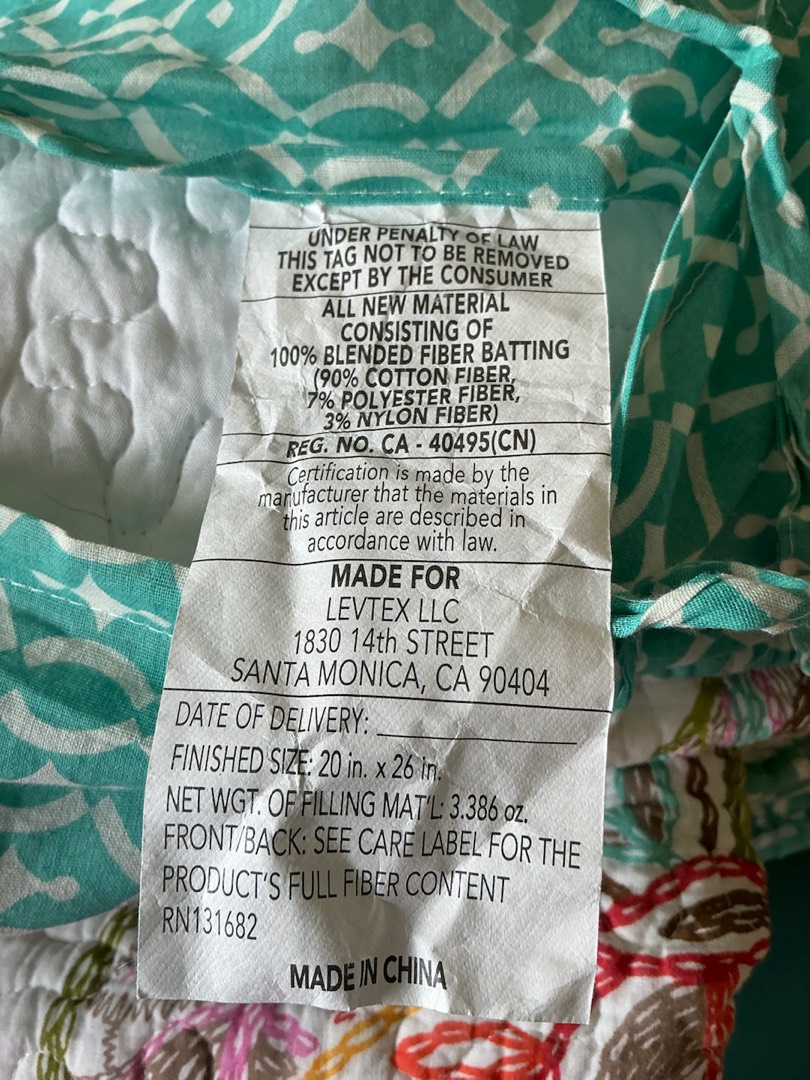 UNDER PENALTY OF LAW
THIS TAG NOT TO BE REMOVED
EXCEPT BY THE CONSUMER
ALL NEW MATERIAL
CONSISTING OF
100% BLENDED FIBER BATTING
(90% COTTON FIBER,
7% POLYESTER FIBER,
3% NYLON FIBER)
REG. NO. CA - 40495(CN)
Certification is made by the
manufacturer that the materials in
this article are described in
accordance with law.
MADE FOR
LEVTEX LLC
1830 14th STREET
SANTA MONICA, CA 90404
DATE OF DELIVERY:
FINISHED SIZE: 20 in. x 26 in.
NET WGT. OF FILLING MAT'L: 3.386 oz.
FRONT/BACK: SEE CARE LABEL FOR THE
PRODUCT'S FULL FIBER CONTENT
RN131682
MADE IN CHINA